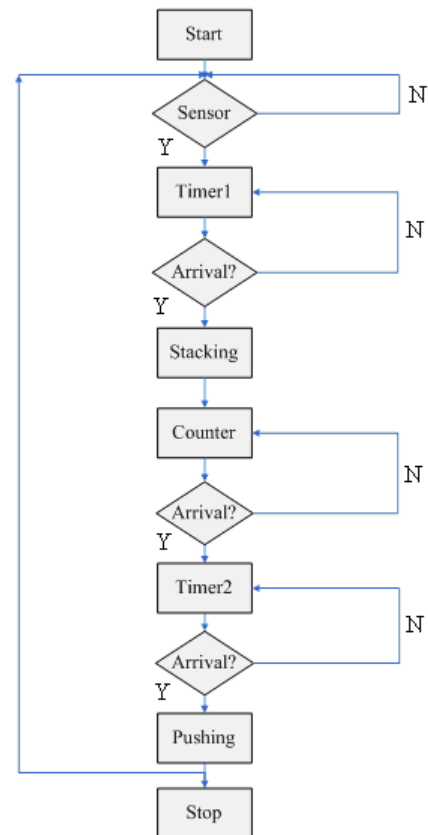 Start
N
Sensor
Y
Timer1
N
Arrival?
Y
Stacking
Counter
N
Arrival?
Y
Timer2
N
Arrival?
Y
Pushing
Stop